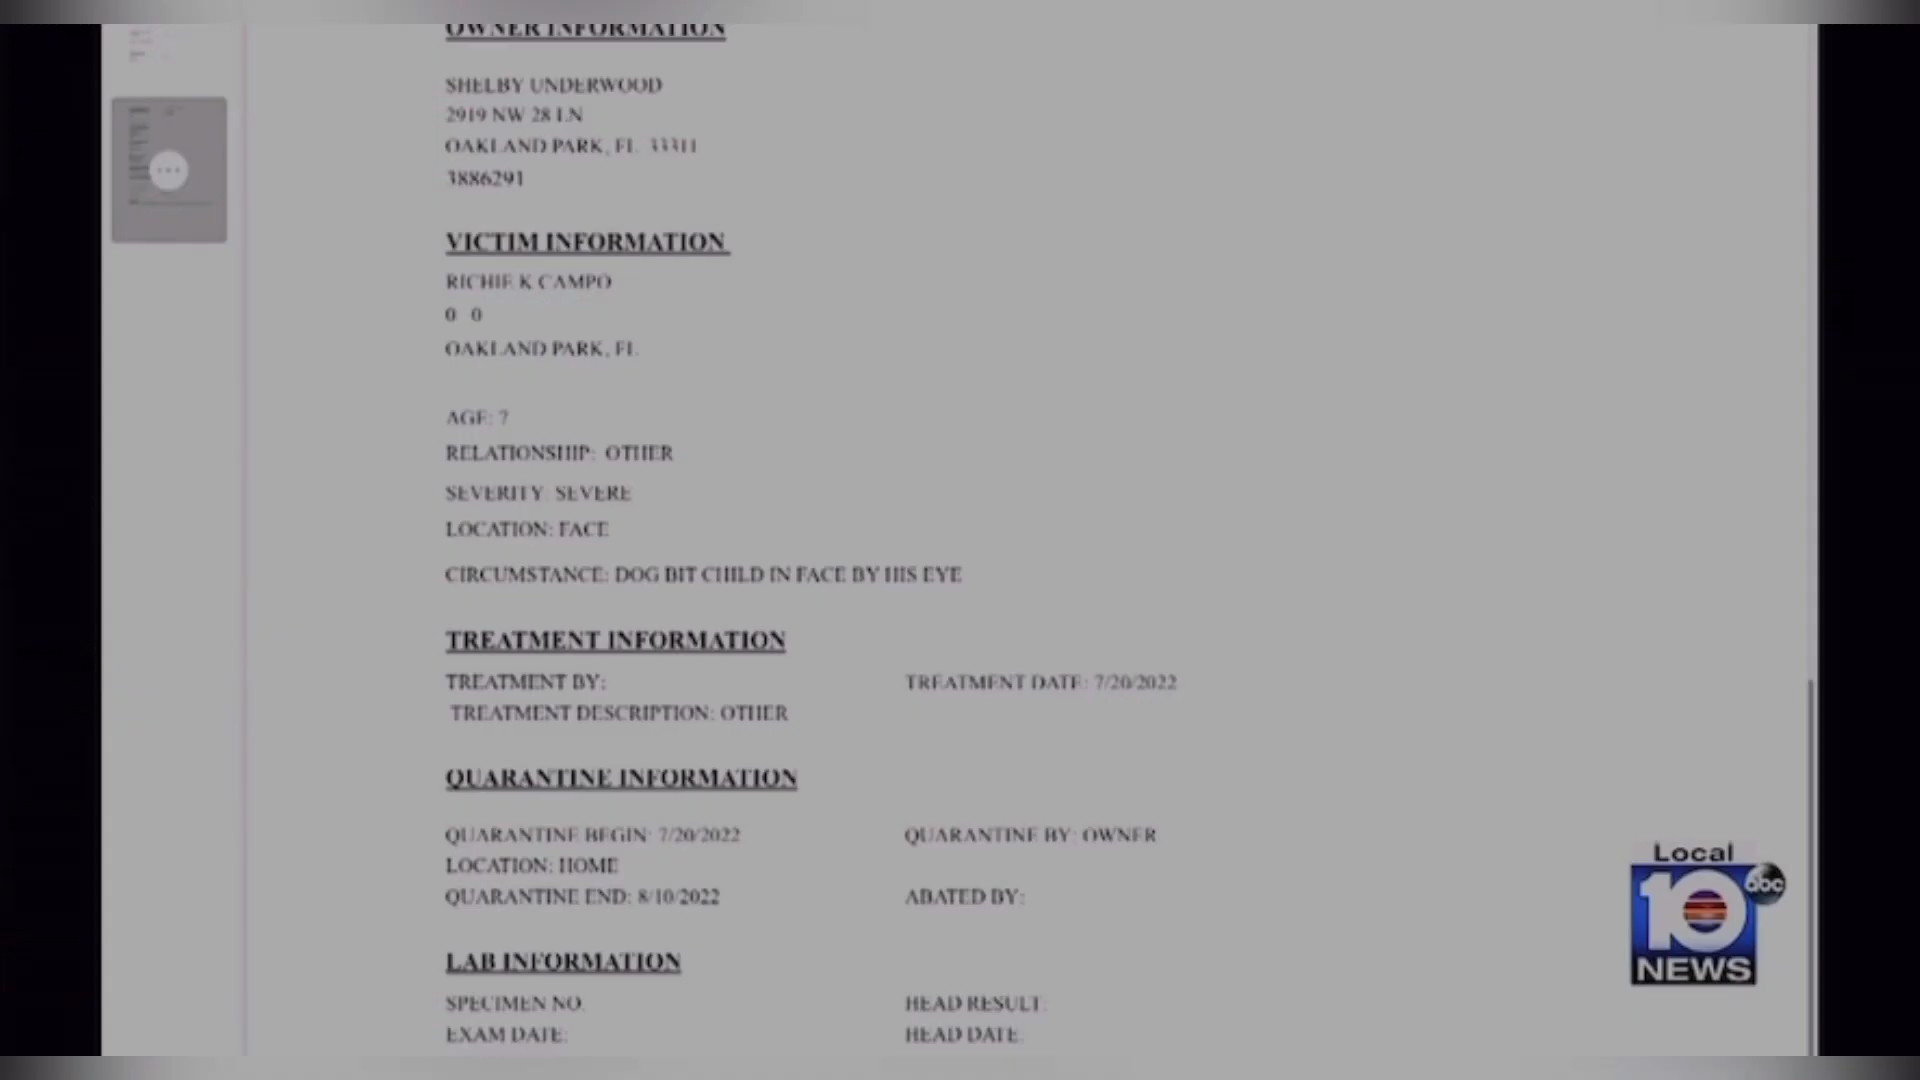 OWNER INFORMATION
SHELBY UNDERWOOD
2919 NW 28 LN
OAKLAND PARK, FL 33311
3886291
VICTIM INFORMATION
RICHIE K CAMPO
0 0
OAKLAND PARK, FL
AGE: 7
RELATIONSHIP: OTHER
SEVERITY: SEVERE
LOCATION: FACE
CIRCUMSTANCE: DOG BIT CHILD IN FACE BY HIS EYE
TREATMENT INFORMATION
TREATMENT BY: TREATMENT DATE: 7/20/2022
TREATMENT DESCRIPTION: OTHER
QUARANTINE INFORMATION
QUARANTINE BEGIN: 7/20/2022 QUARANTINE BY: OWNER
LOCATION: HOME
QUARANTINE END: 8/10/2022 ABATED BY:
LAB INFORMATION
SPECIMEN NO. HEAD RESULT:
EXAM DATE: HEAD DATE:
Local
10 abc
NEWS